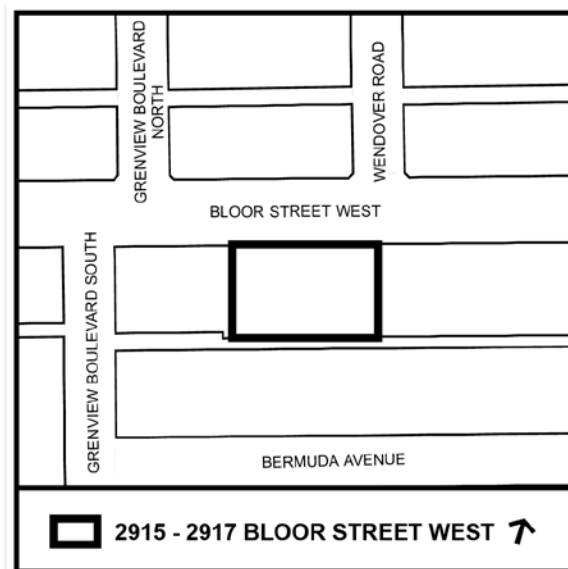 GRENVIEW BOULEVARD
NORTH
WENDOVER ROAD
BLOOR STREET WEST
GRENVIEW BOULEVARD SOUTH
BERMUDA AVENUE
2915 - 2917 BLOOR STREET WEST